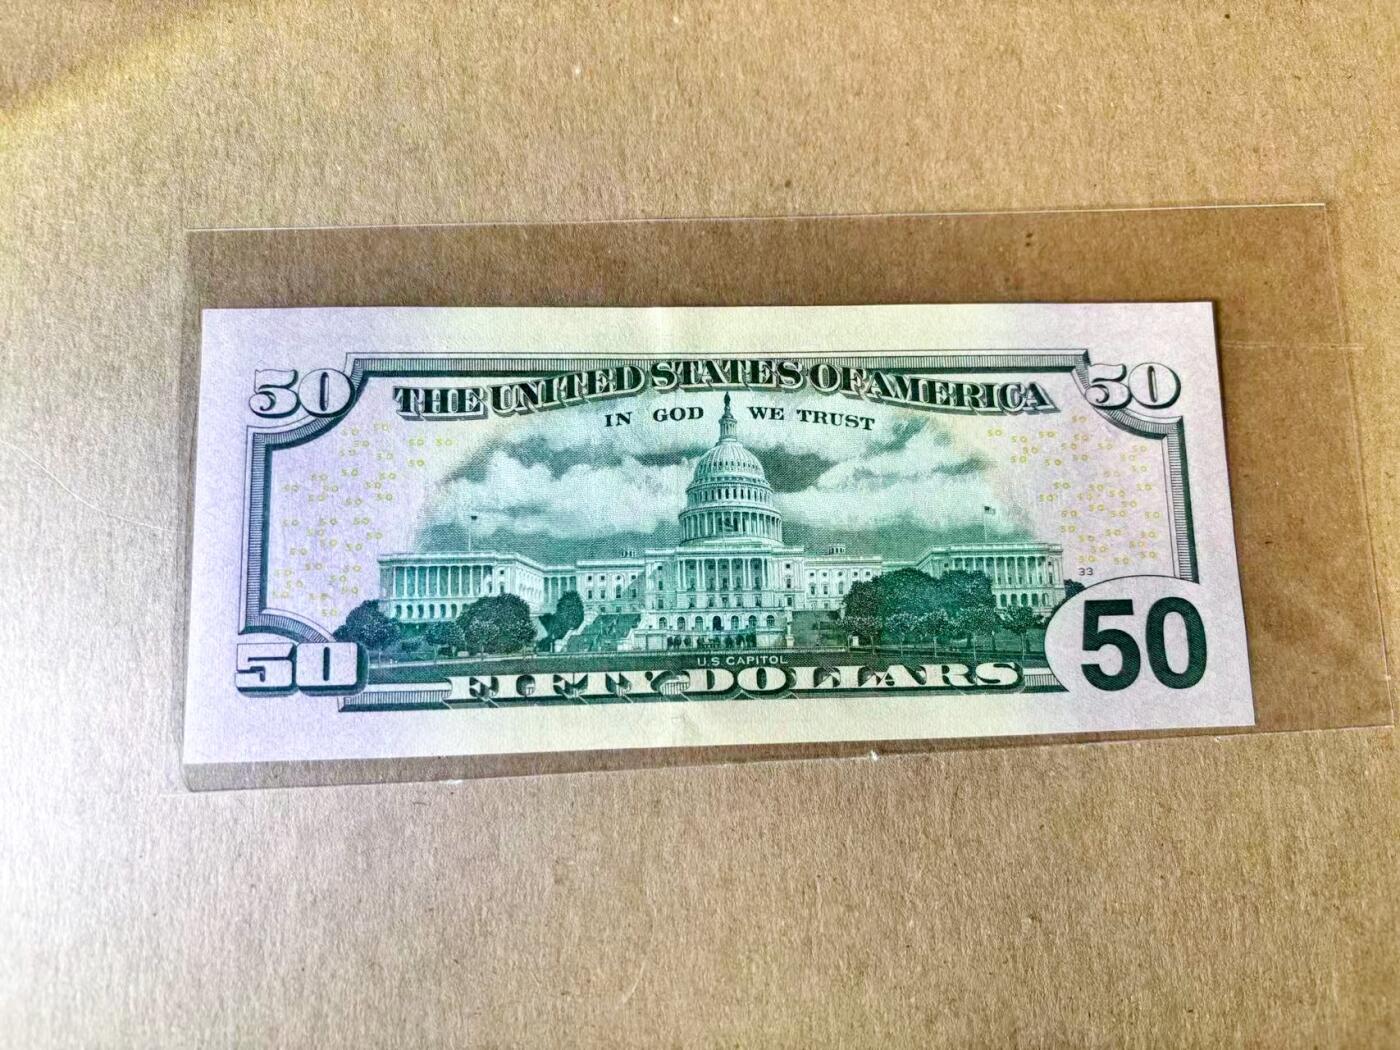 50
THE UNITED STATES OF AMERICA
50
IN GOD WE TRUST
33
50
U.S. CAPITOL
FIFTY DOLLARS
50